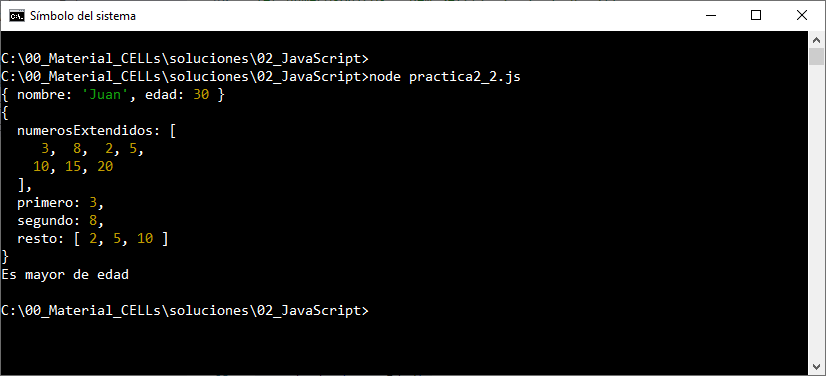 Símbolo del sistema
C:\00_Material_CELLs\soluciones\02_JavaScript>
C:\00_Material_CELLs\soluciones\02_JavaScript>node practica2_2.js
{ nombre: 'Juan', edad: 30 }
{
  numerosExtendidos: [
     3,  8,  2, 5,
    10, 15, 20
  ],
  primero: 3,
  segundo: 8,
  resto: [ 2, 5, 10 ]
}
Es mayor de edad
C:\00_Material_CELLs\soluciones\02_JavaScript>